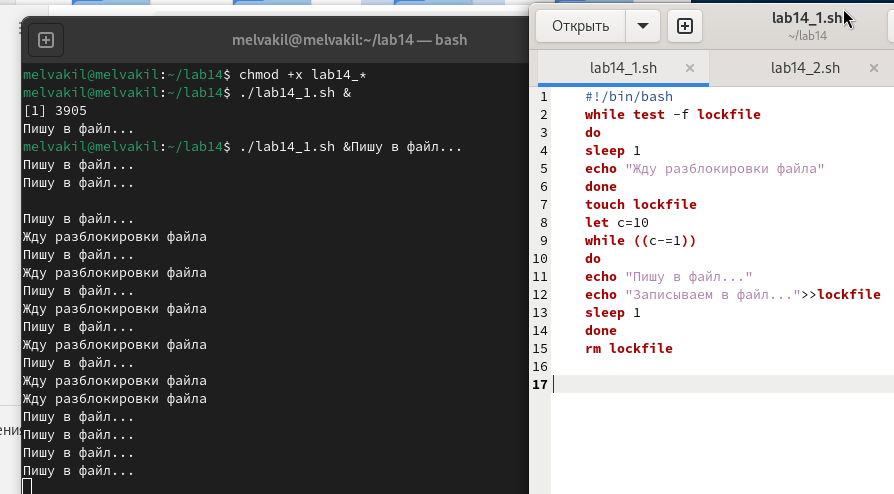 melvakil@melvakil:~/lab14 — bash
melvakil@melvakil:~/lab14$ chmod +x lab14_*
melvakil@melvakil:~/lab14$ ./lab14_1.sh &
[1] 3905
Пишу в файл...
melvakil@melvakil:~/lab14$ ./lab14_1.sh &Пишу в файл...
Пишу в файл...
Пишу в файл...
Пишу в файл...
Жду разблокировки файла
Пишу в файл...
Жду разблокировки файла
Пишу в файл...
Жду разблокировки файла
Пишу в файл...
Жду разблокировки файла
Пишу в файл...
Жду разблокировки файла
Жду разблокировки файла
Пишу в файл...
Пишу в файл...
Пишу в файл...
Пишу в файл...
Открыть
lab14_1.sh
~/lab14
lab14_1.sh × lab14_2.sh ×
1 #!/bin/bash
2 while test -f lockfile
3 do
4 sleep 1
5 echo "Жду разблокировки файла"
6 done
7 touch lockfile
8 let c=10
9 while ((c-=1))
10 do
11 echo "Пишу в файл..."
12 echo "Записываем в файл...">>lockfile
13 sleep 1
14 done
15 rm lockfile
16
17